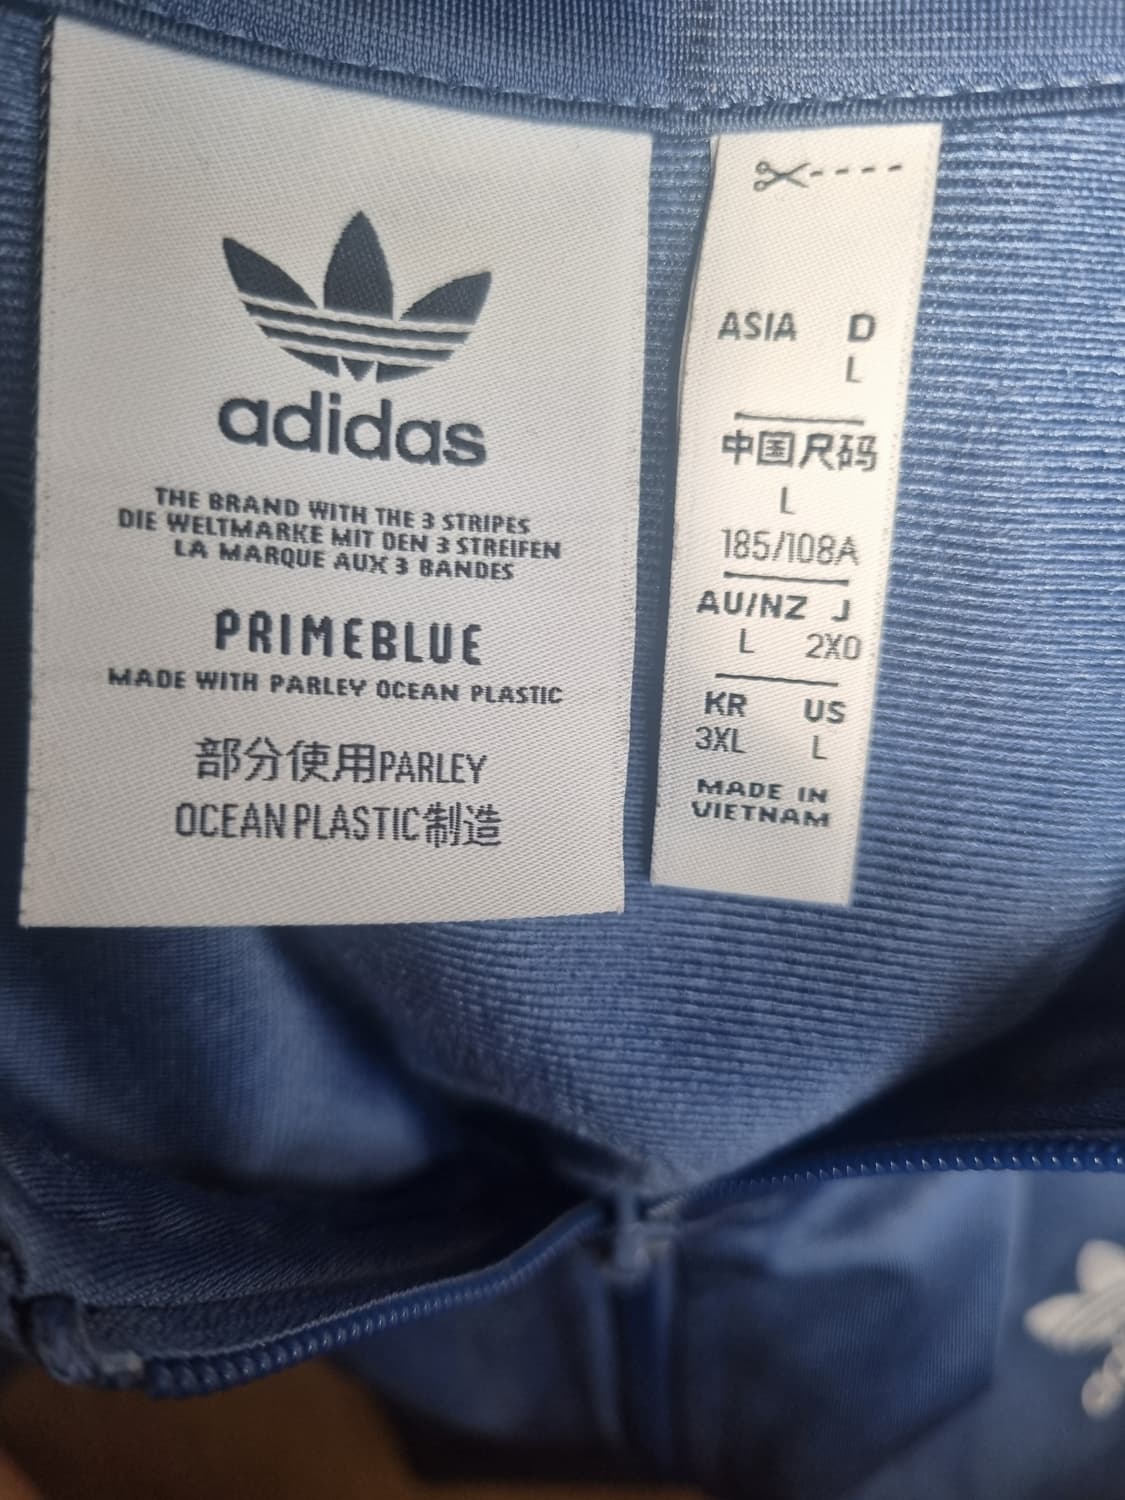 adidas
THE BRAND WITH THE 3 STRIPES
DIE WELTMARKE MIT DEN 3 STREIFEN
LA MARQUE AUX 3 BANDES
PRIMEBLUE
MADE WITH PARLEY OCEAN PLASTIC
部分使用PARLEY
OCEAN PLASTIC制造
ASIA D
L
中国尺码
L
185/108A
AU/NZ J
L 2XO
KR US
3XL L
MADE IN
VIETNAM